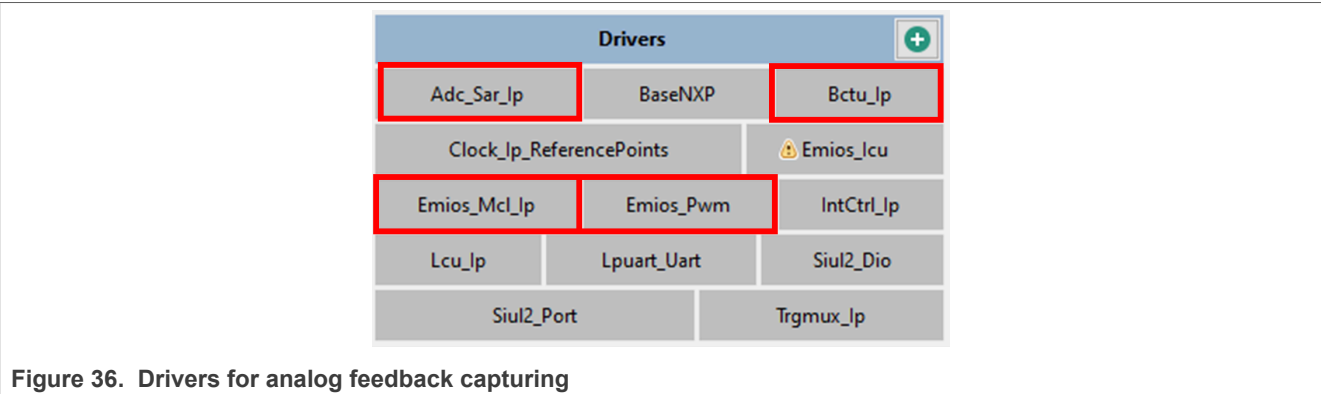 Drivers
Adc_Sar_Ip BaseNXP Bctu_Ip
Clock_Ip_ReferencePoints Emios_Icu
Emios_Mcl_Ip Emios_Pwm IntCtrl_Ip
Lcu_Ip Lpuart_Uart Siul2_Dio
Siul2_Port Trgmux_Ip
Figure 36. Drivers for analog feedback capturing